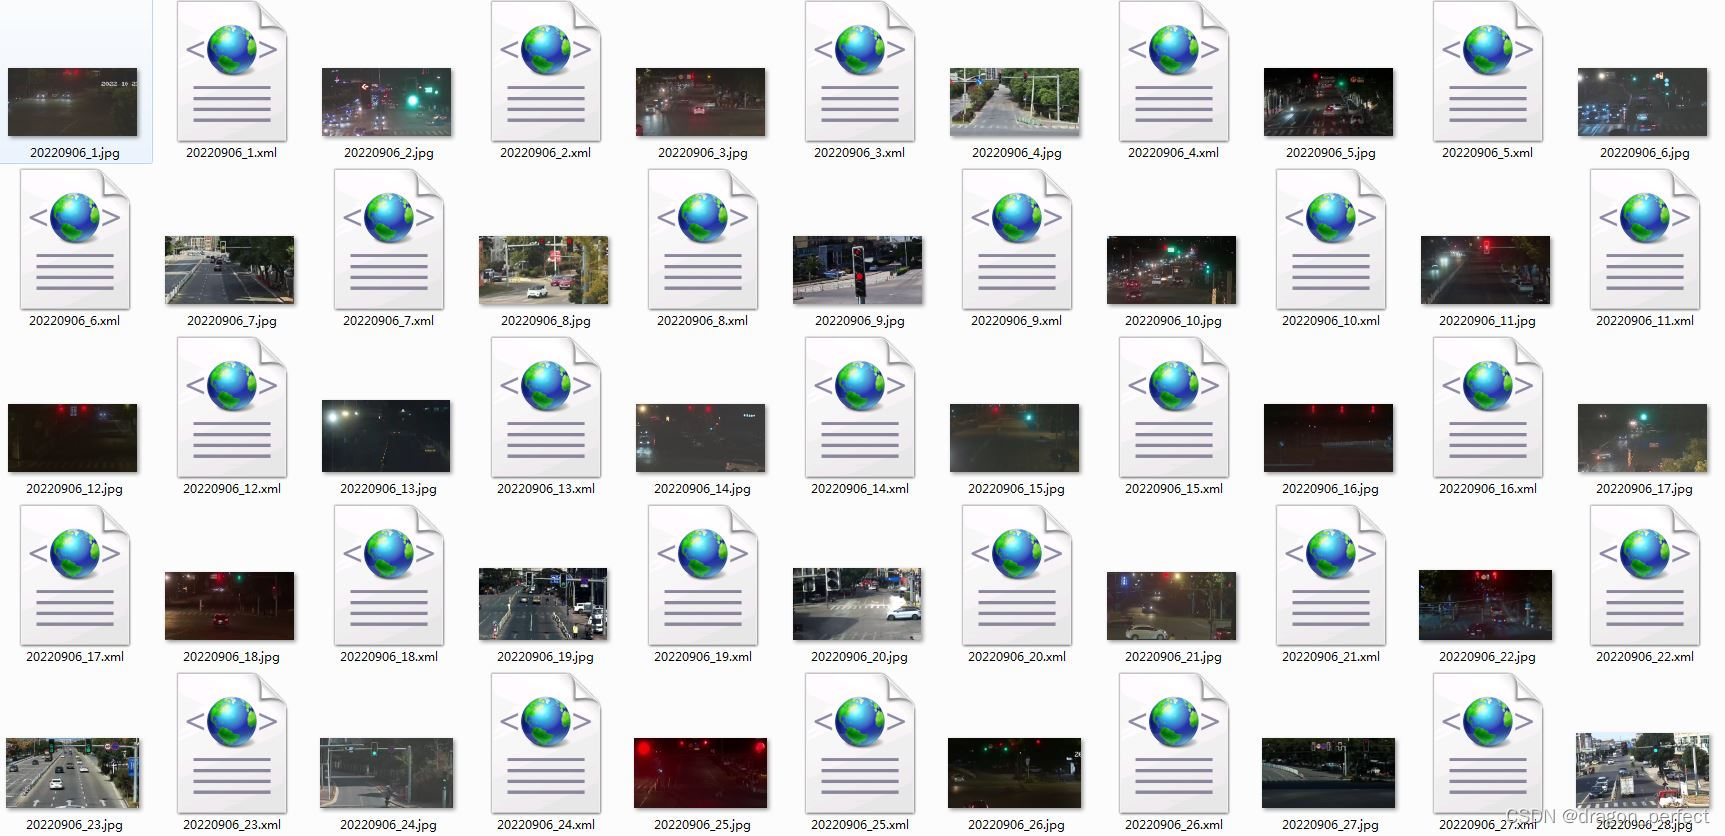 2022 10 2
20220906_1.jpg 20220906_1.xml 20220906_2.jpg 20220906_2.xml 20220906_3.jpg 20220906_3.xml 20220906_4.jpg 20220906_4.xml 20220906_5.jpg 20220906_5.xml 20220906_6.jpg
20220906_6.xml 20220906_7.jpg 20220906_7.xml 20220906_8.jpg 20220906_8.xml 20220906_9.jpg 20220906_9.xml 20220906_10.jpg 20220906_10.xml 20220906_11.jpg 20220906_11.xml
20220906_12.jpg 20220906_12.xml 20220906_13.jpg 20220906_13.xml 20220906_14.jpg 20220906_14.xml 20220906_15.jpg 20220906_15.xml 20220906_16.jpg 20220906_16.xml 20220906_17.jpg
20220906_17.xml 20220906_18.jpg 20220906_18.xml 20220906_19.jpg 20220906_19.xml 20220906_20.jpg 20220906_20.xml 20220906_21.jpg 20220906_21.xml 20220906_22.jpg 20220906_22.xml
20220906_23.jpg 20220906_23.xml 20220906_24.jpg 20220906_24.xml 20220906_25.jpg 20220906_25.xml 20220906_26.jpg 20220906_26.xml 20220906_27.jpg 20220906_27.xml 20220906_28.jpg
CSDN @dragon_perfect